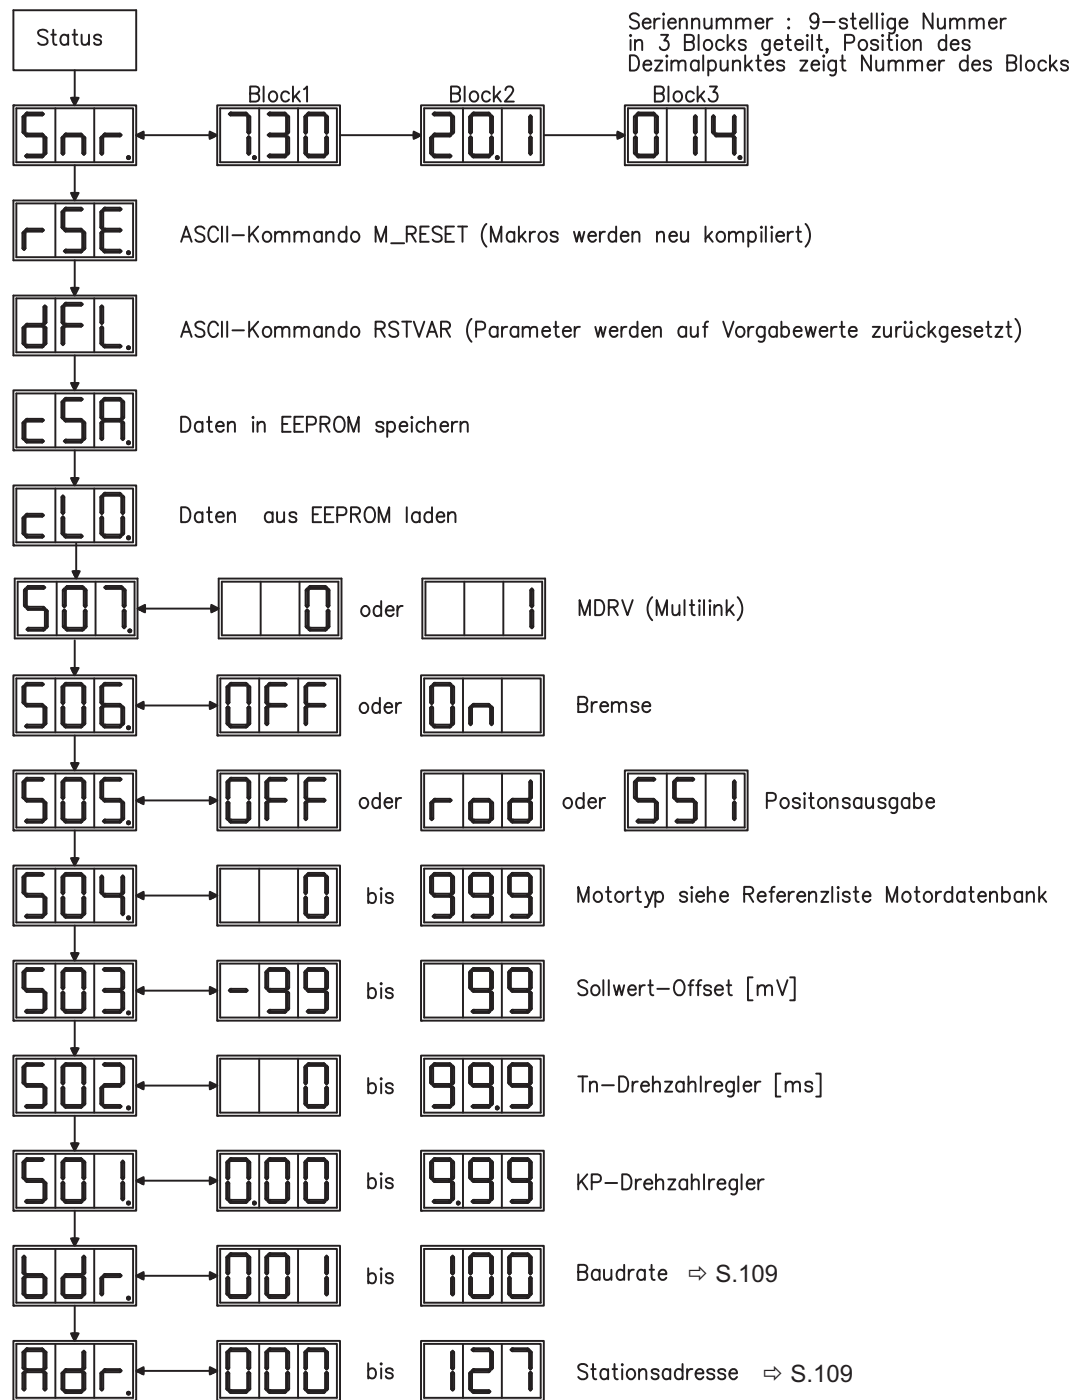 Status
Seriennummer : 9-stellige Nummer
in 3 Blocks geteilt, Position des
Dezimalpunktes zeigt Nummer des Blocks
Block1 Block2 Block3
Snr. 7.30 20.1 014.
rSE. ASCII-Kommando M_RESET (Makros werden neu kompiliert)
dFL. ASCII-Kommando RSTVAR (Parameter werden auf Vorgabewerte zurückgesetzt)
cSA. Daten in EEPROM speichern
cL0. Daten aus EEPROM laden
S07. 0 oder 1 MDRV (Multilink)
S06. OFF oder On Bremse
S05. OFF oder rod oder SSI Positonsausgabe
S04. 0 bis 999 Motortyp siehe Referenzliste Motordatenbank
S03. -99 bis 99 Sollwert-Offset [mV]
S02. 0 bis 99.9 Tn-Drehzahlregler [ms]
S01. 0.00 bis 9.99 KP-Drehzahlregler
bdr. 001 bis 100 Baudrate ⇨ S.109
Adr. 000 bis 127 Stationsadresse ⇨ S.109